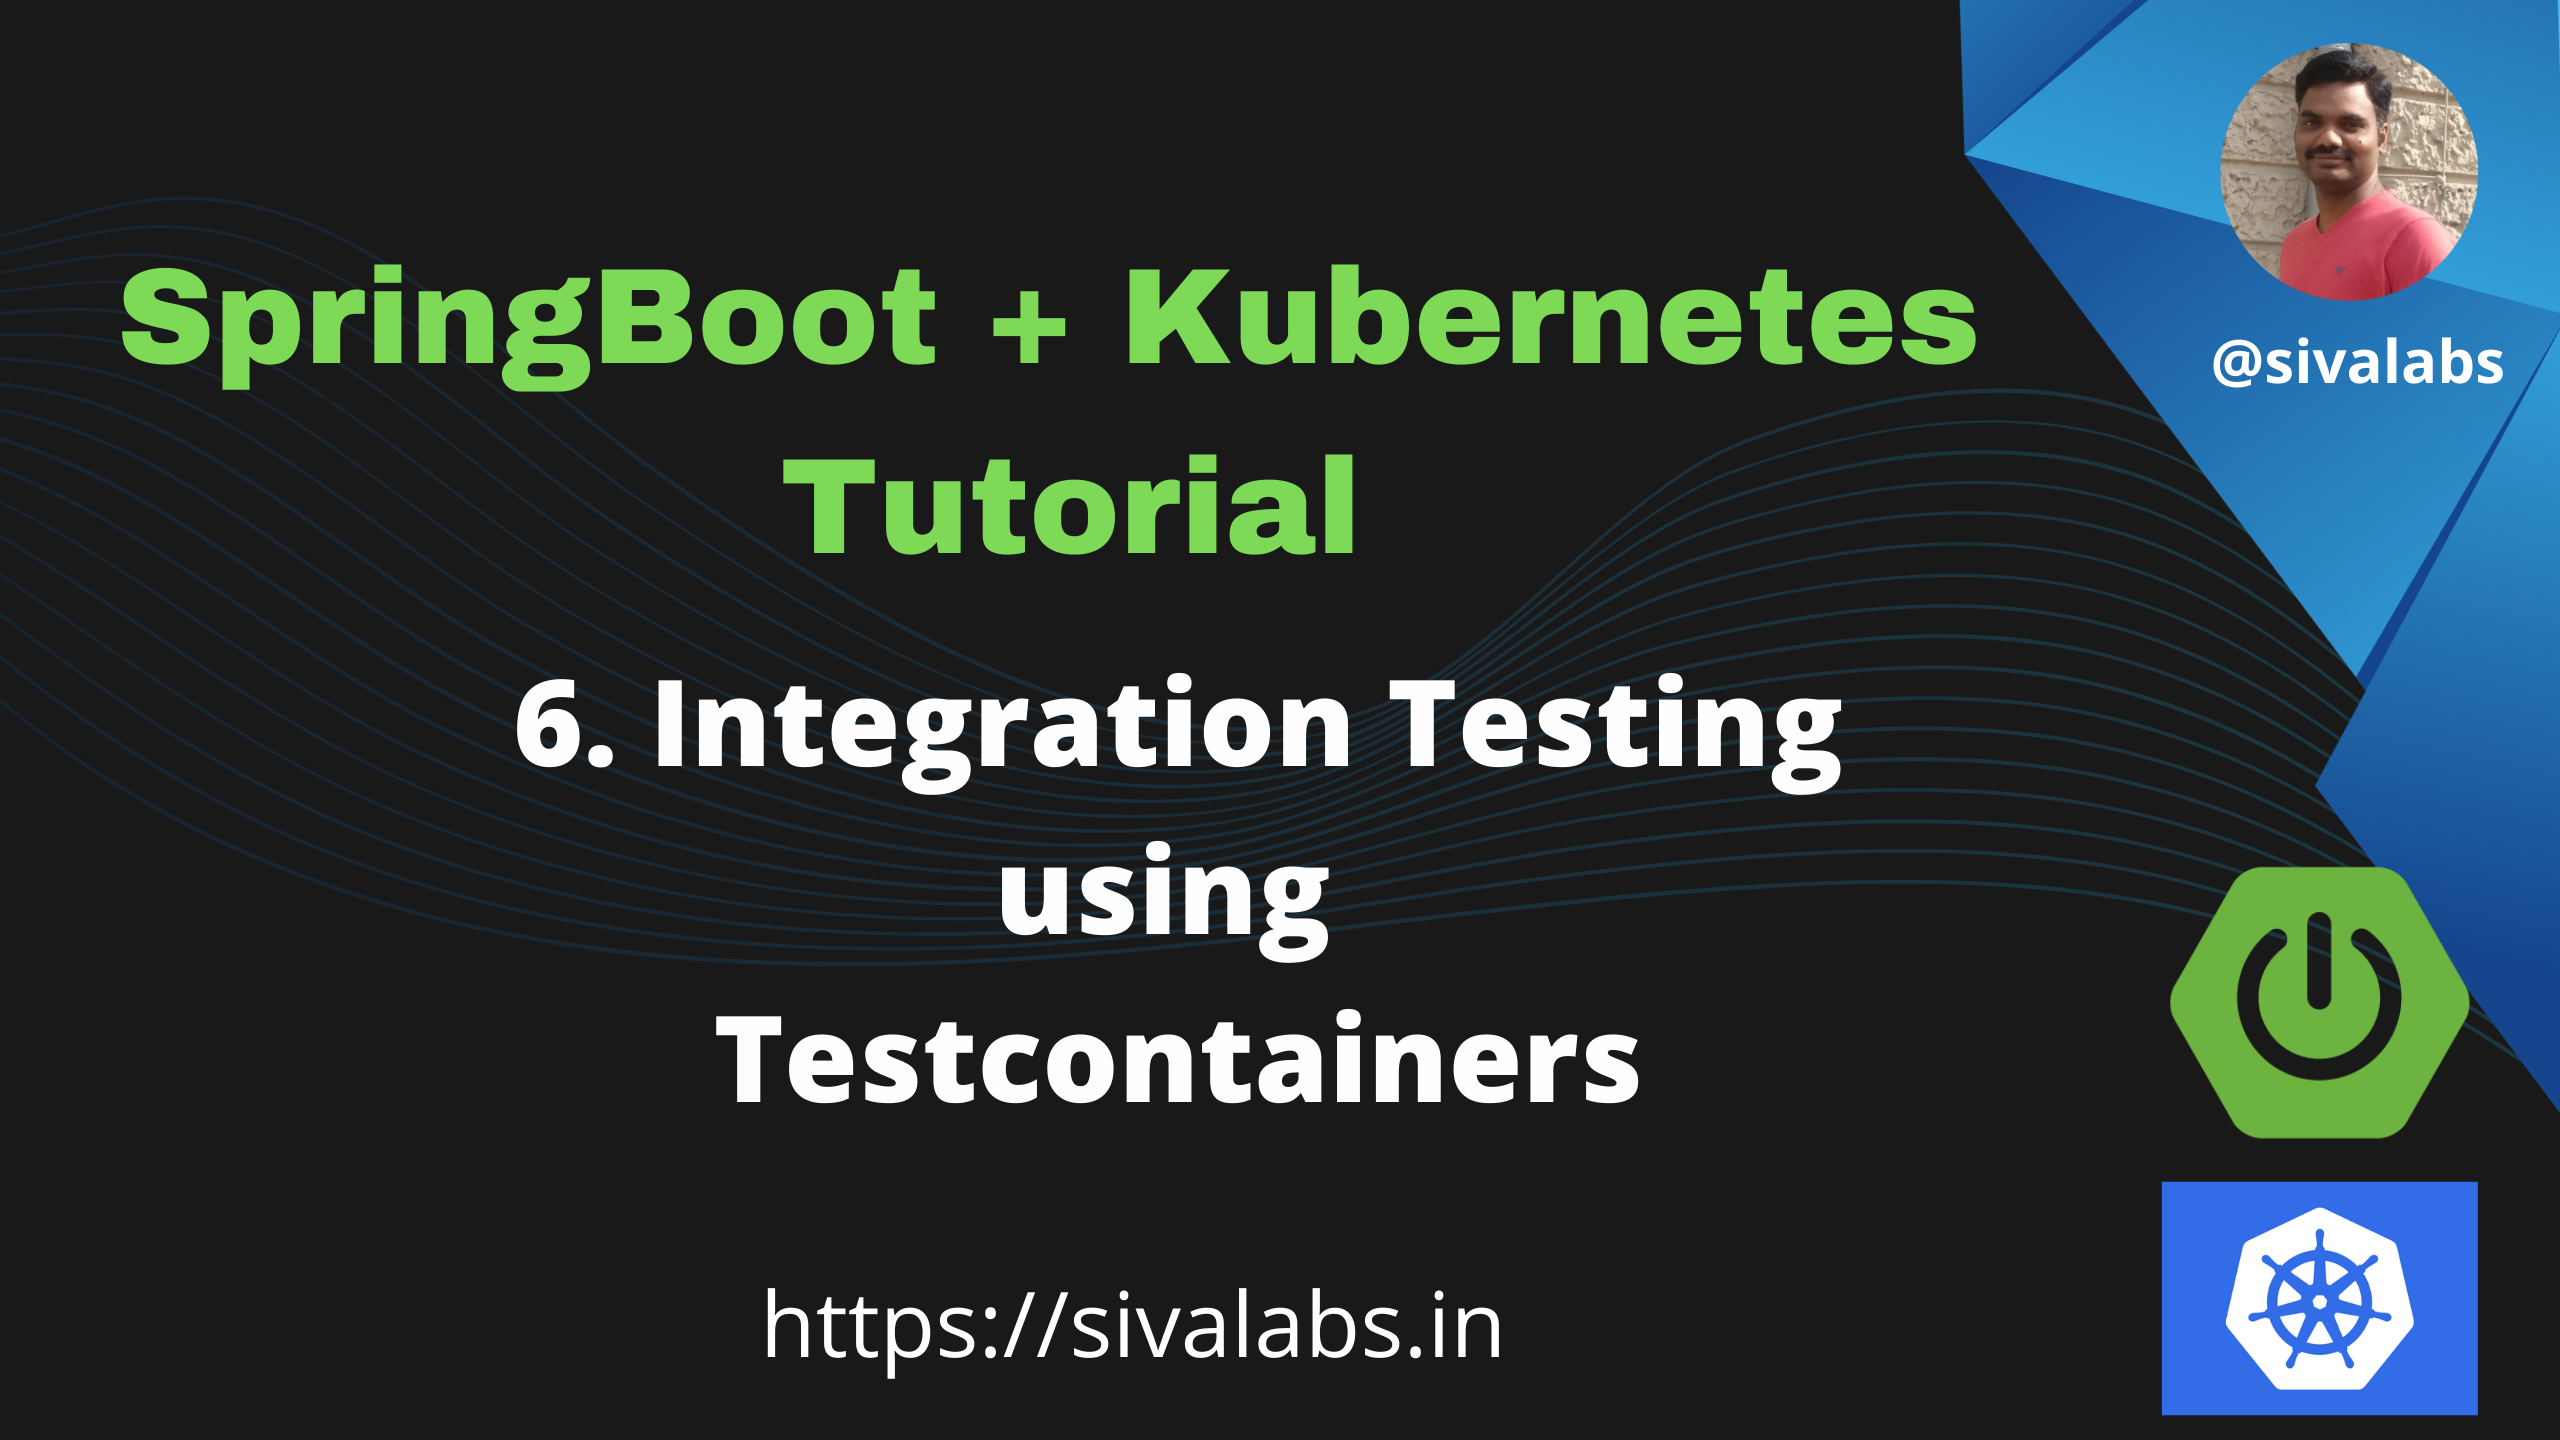 SpringBoot + Kubernetes
Tutorial
@sivalabs
6. Integration Testing
using
Testcontainers
https://sivalabs.in